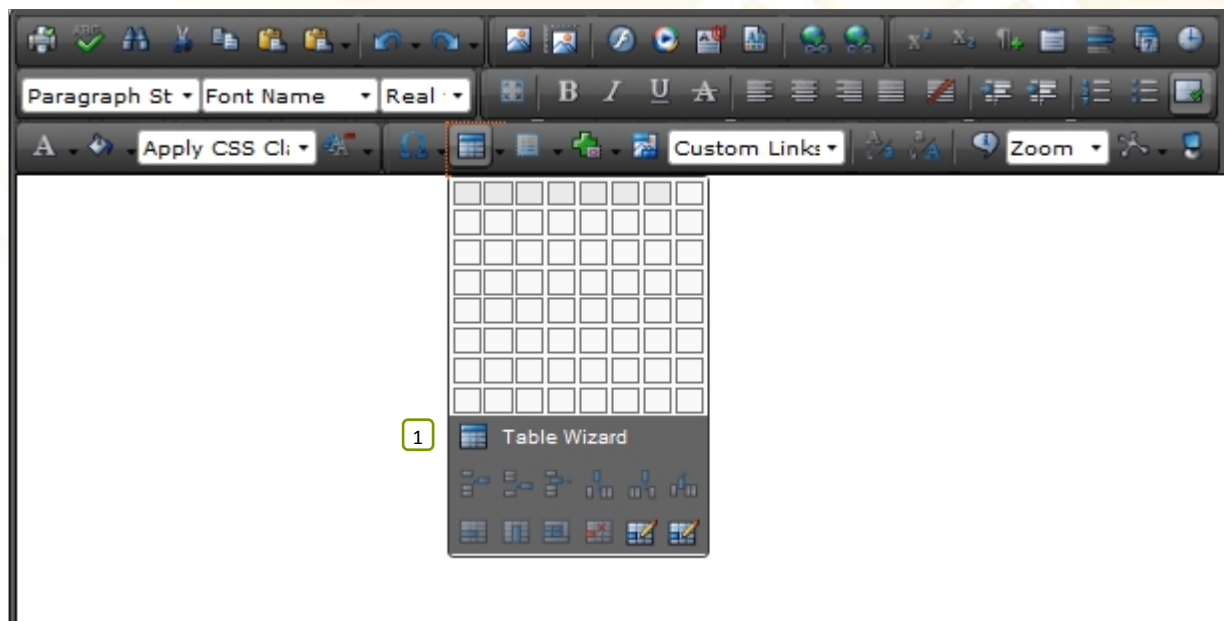 Paragraph St Font Name Real B I U A
A Apply CSS Cl Custom Links Zoom
1 Table Wizard